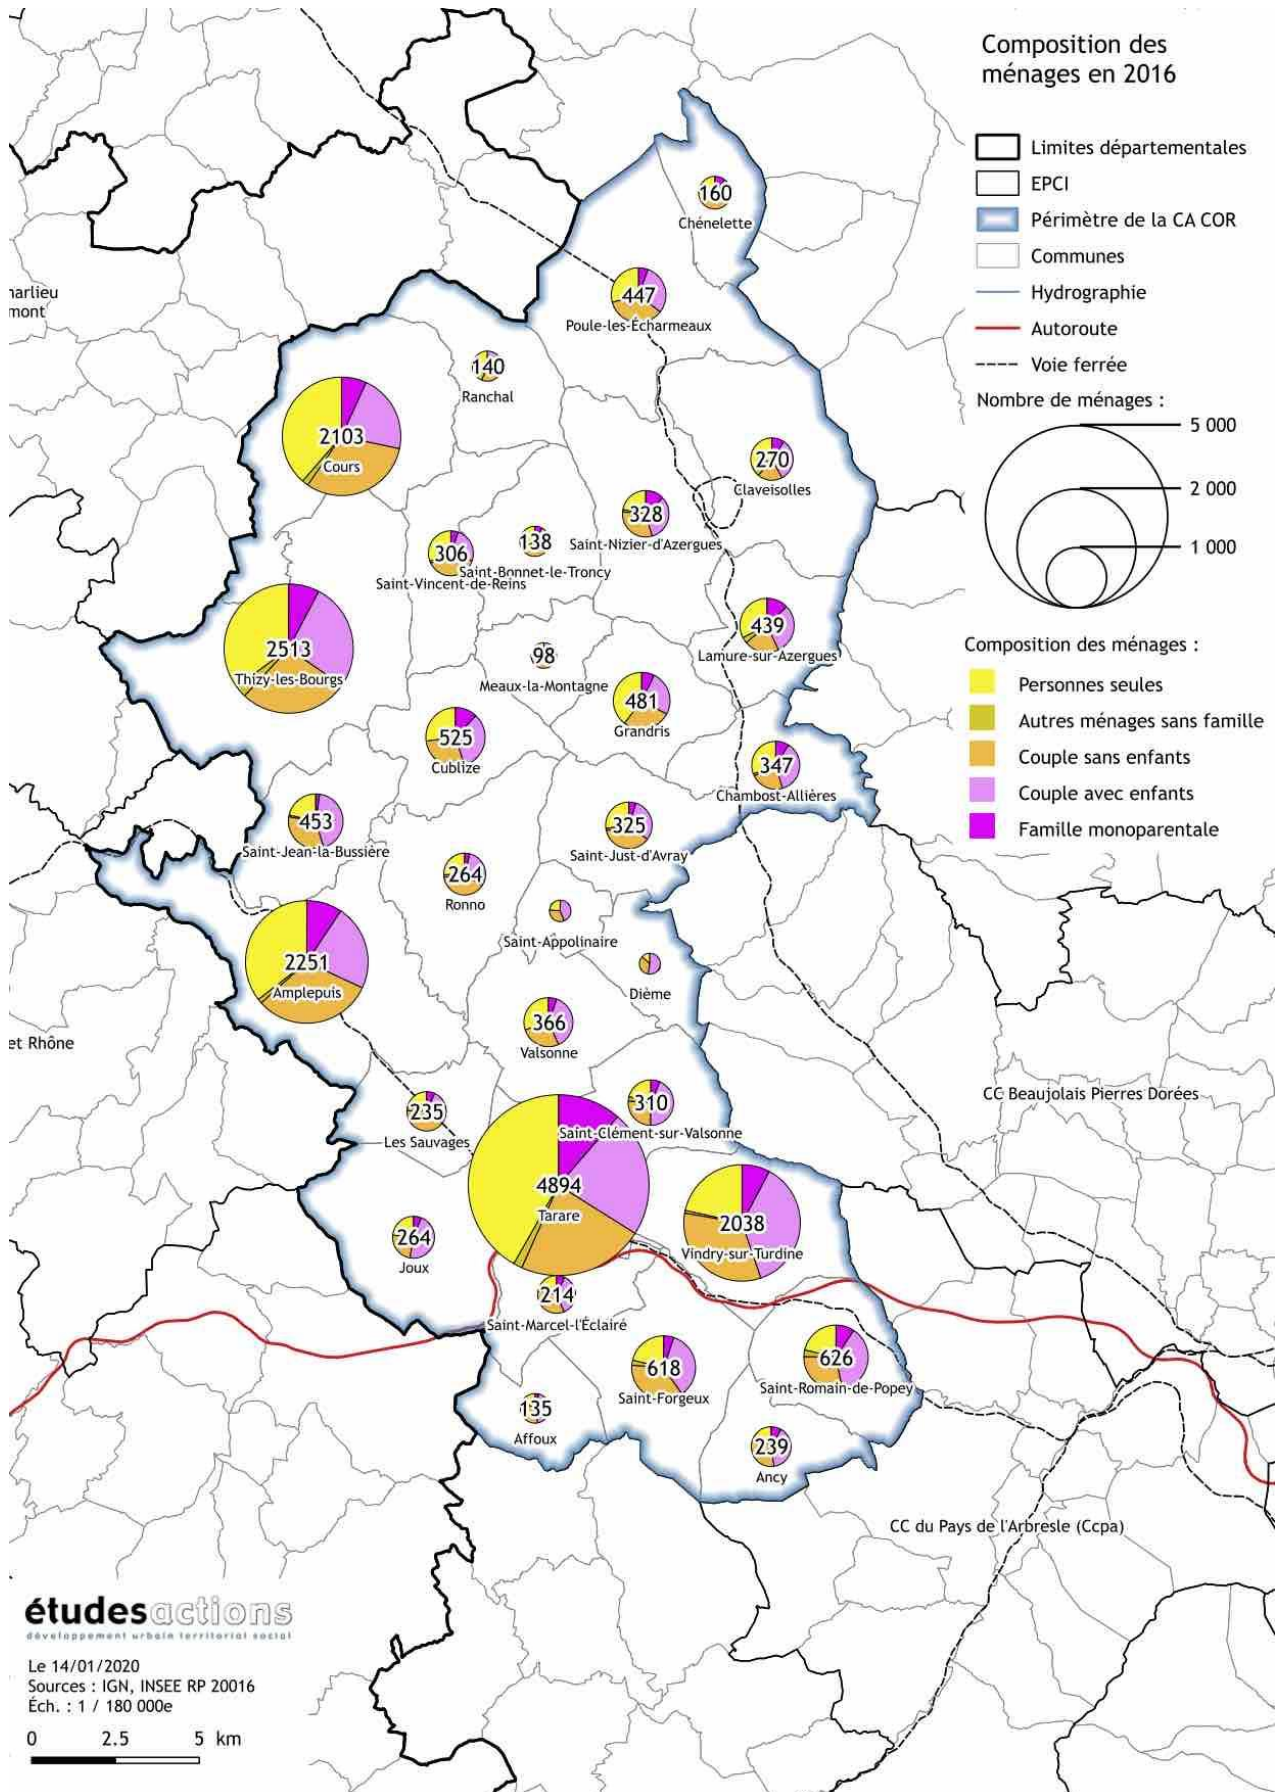 Composition des
ménages en 2016
Limites départementales
EPCI
Périmètre de la CA COR
Communes
Hydrographie
Autoroute
Voie ferrée
Nombre de ménages :
5 000
2 000
1 000
Composition des ménages :
Personnes seules
Autres ménages sans famille
Couple sans enfants
Couple avec enfants
Famille monoparentale
160
Chénelette
arlieu
mont
447
Poule-les-Écharmeaux
140
Ranchal
2103
Cours
270
Claveisolles
328
Saint-Nizier-d'Azergues
306
Saint-Vincent-de-Reins
138
Saint-Bonnet-le-Troncy
2513
Thizy-les-Bourgs
439
Lamure-sur-Azergues
98
Meaux-la-Montagne
481
Grandris
525
Cublize
347
Chambost-Allières
453
Saint-Jean-la-Bussière
325
Saint-Just-d'Avray
264
Ronno
Saint-Appolinaire
2251
Amplepuis
Dième
366
Valsonne
et Rhône
CC Beaujolais Pierres Dorées
235
Les Sauvages
310
Saint-Clément-sur-Valsonne
4894
Tarare
2038
Vindry-sur-Turdine
264
Joux
214
Saint-Marcel-l'Éclairé
618
Saint-Forgeux
626
Saint-Romain-de-Popey
135
Affoux
239
Ancy
CC du Pays de l'Arbresle (Ccpa)
étudesactions
développement urbain territorial social
Le 14/01/2020
Sources : IGN, INSEE RP 20016
Éch. : 1 / 180 000e
0 2.5 5 km